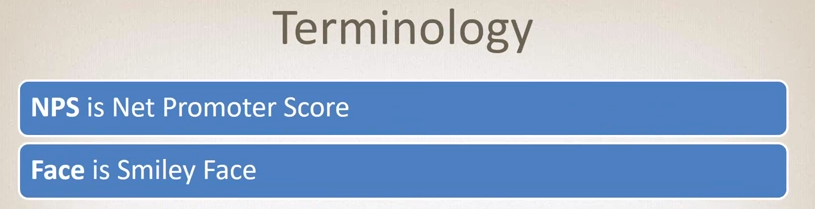 Terminology
NPS is Net Promoter Score
Face is Smiley Face